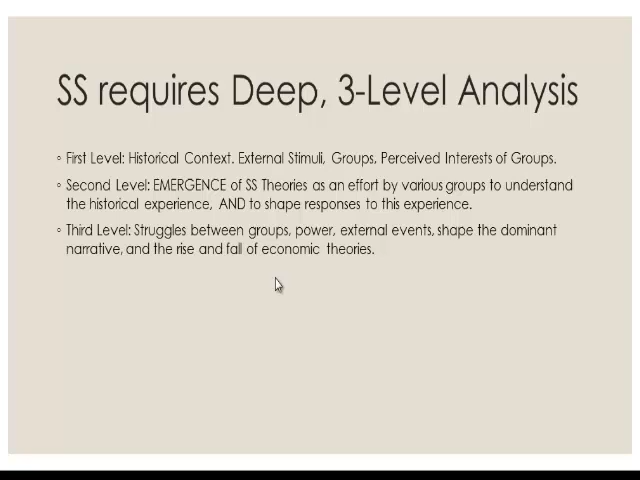 SS requires Deep, 3-Level Analysis
◦ First Level: Historical Context. External Stimuli, Groups, Perceived Interests of Groups.
◦ Second Level: EMERGENCE of SS Theories as an effort by various groups to understand
the historical experience, AND to shape responses to this experience.
◦ Third Level: Struggles between groups, power, external events, shape the dominant
narrative, and the rise and fall of economic theories.